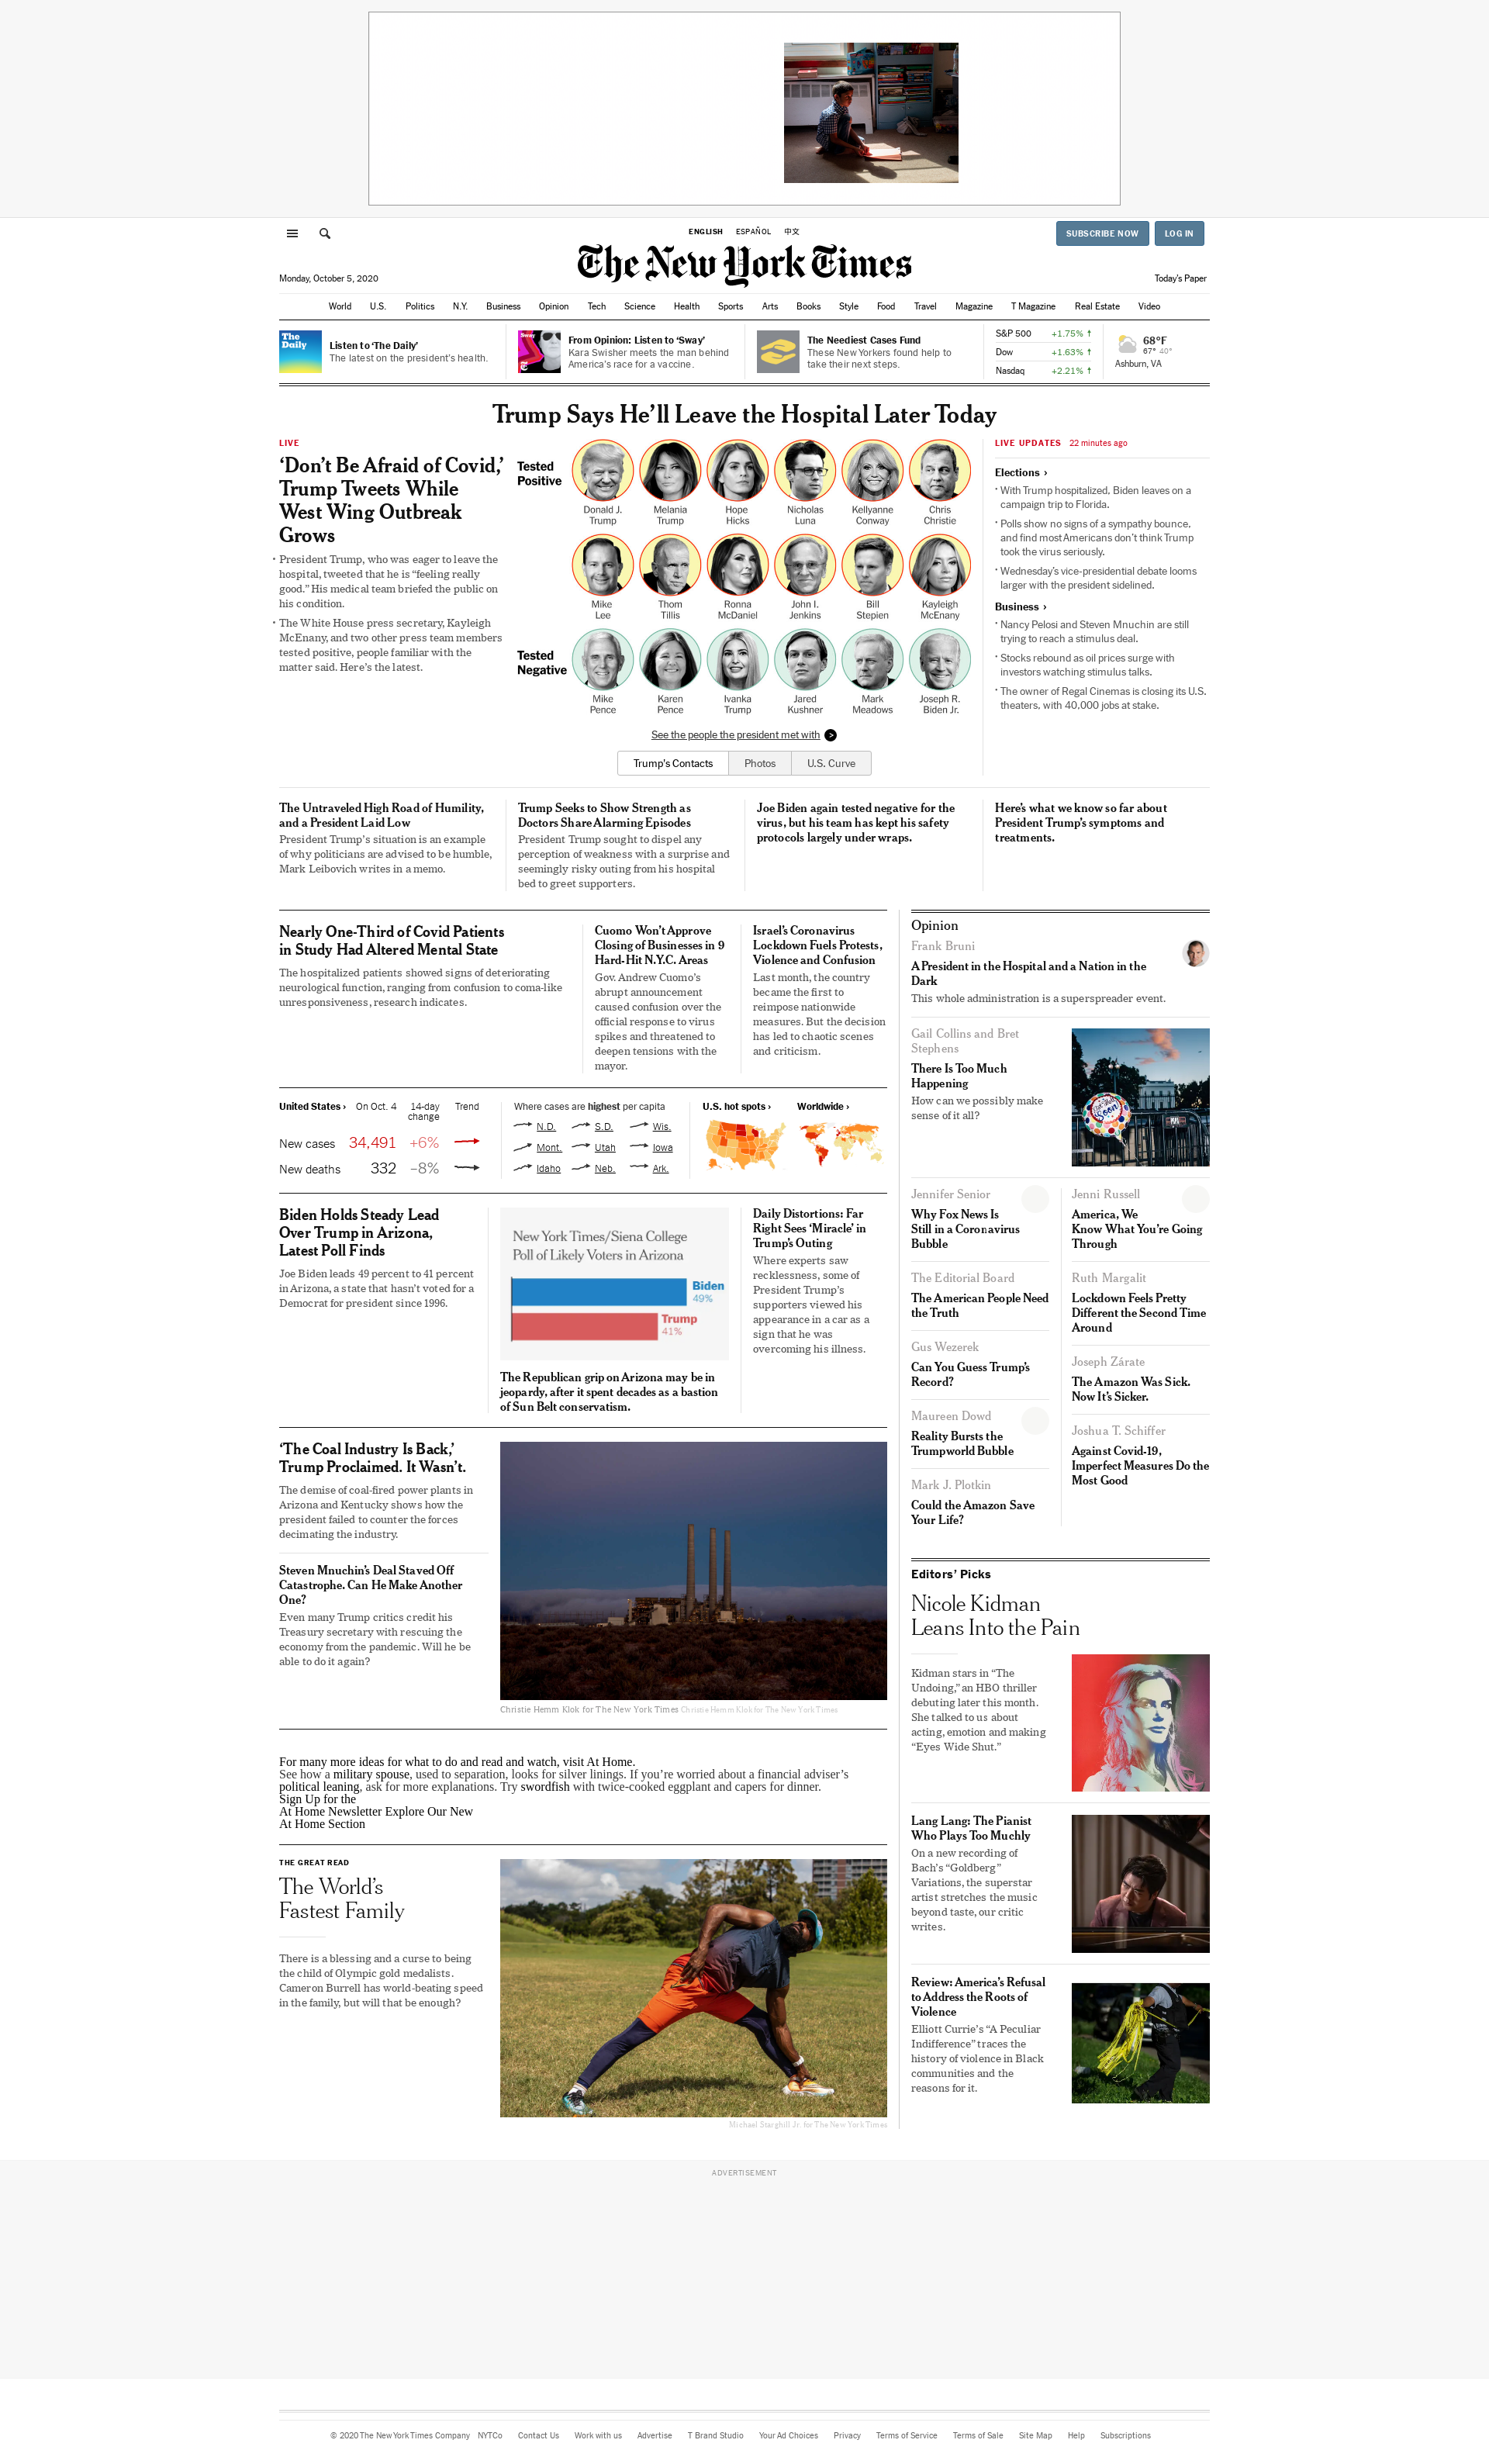 ENGLISH ESPAÑOL 中文
SUBSCRIBE NOW LOG IN
The New York Times
Monday, October 5, 2020
Today's Paper
World U.S. Politics N.Y. Business Opinion Tech Science Health Sports Arts Books Style Food Travel Magazine T Magazine Real Estate Video
The Daily
Listen to ‘The Daily’
The latest on the president’s health.
Sway
From Opinion: Listen to ‘Sway’
Kara Swisher meets the man behind
America’s race for a vaccine.
The Neediest Cases Fund
These New Yorkers found help to
take their next steps.
S&P 500 +1.75% ↑
Dow +1.63% ↑
Nasdaq +2.21% ↑
68°F
67° 40°
Ashburn, VA
Trump Says He’ll Leave the Hospital Later Today
LIVE
‘Don’t Be Afraid of Covid,’
Trump Tweets While
West Wing Outbreak
Grows
• President Trump, who was eager to leave the
hospital, tweeted that he is “feeling really
good.” His medical team briefed the public on
his condition.
• The White House press secretary, Kayleigh
McEnany, and two other press team members
tested positive, people familiar with the
matter said. Here’s the latest.
Tested
Positive
Donald J. Trump
Melania Trump
Hope Hicks
Nicholas Luna
Kellyanne Conway
Chris Christie
Mike Lee
Thom Tillis
Ronna McDaniel
John I. Jenkins
Bill Stepien
Kayleigh McEnany
Tested
Negative
Mike Pence
Karen Pence
Ivanka Trump
Jared Kushner
Mark Meadows
Joseph R. Biden Jr.
See the people the president met with >
Trump’s Contacts Photos U.S. Curve
LIVE UPDATES 22 minutes ago
Elections ›
• With Trump hospitalized, Biden leaves on a
campaign trip to Florida.
• Polls show no signs of a sympathy bounce,
and find most Americans don’t think Trump
took the virus seriously.
• Wednesday’s vice-presidential debate looms
larger with the president sidelined.
Business ›
• Nancy Pelosi and Steven Mnuchin are still
trying to reach a stimulus deal.
• Stocks rebound as oil prices surge with
investors watching stimulus talks.
• The owner of Regal Cinemas is closing its U.S.
theaters, with 40,000 jobs at stake.
The Untraveled High Road of Humility,
and a President Laid Low
President Trump’s situation is an example
of why politicians are advised to be humble,
Mark Leibovich writes in a memo.
Trump Seeks to Show Strength as
Doctors Share Alarming Episodes
President Trump sought to dispel any
perception of weakness with a surprise and
seemingly risky outing from his hospital
bed to greet supporters.
Joe Biden again tested negative for the
virus, but his team has kept his safety
protocols largely under wraps.
Here’s what we know so far about
President Trump’s symptoms and
treatments.
Nearly One-Third of Covid Patients
in Study Had Altered Mental State
The hospitalized patients showed signs of deteriorating
neurological function, ranging from confusion to coma-like
unresponsiveness, research indicates.
Cuomo Won’t Approve
Closing of Businesses in 9
Hard-Hit N.Y.C. Areas
Gov. Andrew Cuomo’s
abrupt announcement
caused confusion over the
official response to virus
spikes and threatened to
deepen tensions with the
mayor.
Israel’s Coronavirus
Lockdown Fuels Protests,
Violence and Confusion
Last month, the country
became the first to
reimpose nationwide
measures. But the decision
has led to chaotic scenes
and criticism.
United States › On Oct. 4 14-day change Trend
New cases 34,491 +6%
New deaths 332 –8%
Where cases are highest per capita
N.D. S.D. Wis.
Mont. Utah Iowa
Idaho Neb. Ark.
U.S. hot spots › Worldwide ›
Biden Holds Steady Lead
Over Trump in Arizona,
Latest Poll Finds
Joe Biden leads 49 percent to 41 percent
in Arizona, a state that hasn’t voted for a
Democrat for president since 1996.
New York Times/Siena College
Poll of Likely Voters in Arizona
Biden
49%
Trump
41%
The Republican grip on Arizona may be in
jeopardy, after it spent decades as a bastion
of Sun Belt conservatism.
Daily Distortions: Far
Right Sees ‘Miracle’ in
Trump’s Outing
Where experts saw
recklessness, some of
President Trump’s
supporters viewed his
appearance in a car as a
sign that he was
overcoming his illness.
‘The Coal Industry Is Back,’
Trump Proclaimed. It Wasn’t.
The demise of coal-fired power plants in
Arizona and Kentucky shows how the
president failed to counter the forces
decimating the industry.
Steven Mnuchin’s Deal Staved Off
Catastrophe. Can He Make Another
One?
Even many Trump critics credit his
Treasury secretary with rescuing the
economy from the pandemic. Will he be
able to do it again?
Christie Hemm Klok for The New York Times Christie Hemm Klok for The New York Times
For many more ideas for what to do and read and watch, visit At Home.
See how a military spouse, used to separation, looks for silver linings. If you’re worried about a financial adviser’s
political leaning, ask for more explanations. Try swordfish with twice-cooked eggplant and capers for dinner.
Sign Up for the
At Home Newsletter Explore Our New
At Home Section
THE GREAT READ
The World’s
Fastest Family
There is a blessing and a curse to being
the child of Olympic gold medalists.
Cameron Burrell has world-beating speed
in the family, but will that be enough?
Michael Starghill Jr. for The New York Times
Opinion
Frank Bruni
A President in the Hospital and a Nation in the
Dark
This whole administration is a superspreader event.
Gail Collins and Bret
Stephens
There Is Too Much
Happening
How can we possibly make
sense of it all?
Jennifer Senior
Why Fox News Is
Still in a Coronavirus
Bubble
The Editorial Board
The American People Need
the Truth
Gus Wezerek
Can You Guess Trump’s
Record?
Maureen Dowd
Reality Bursts the
Trumpworld Bubble
Mark J. Plotkin
Could the Amazon Save
Your Life?
Jenni Russell
America, We
Know What You’re Going
Through
Ruth Margalit
Lockdown Feels Pretty
Different the Second Time
Around
Joseph Zárate
The Amazon Was Sick.
Now It’s Sicker.
Joshua T. Schiffer
Against Covid-19,
Imperfect Measures Do the
Most Good
Editors’ Picks
Nicole Kidman
Leans Into the Pain
Kidman stars in “The
Undoing,” an HBO thriller
debuting later this month.
She talked to us about
acting, emotion and making
“Eyes Wide Shut.”
Lang Lang: The Pianist
Who Plays Too Muchly
On a new recording of
Bach’s “Goldberg”
Variations, the superstar
artist stretches the music
beyond taste, our critic
writes.
Review: America’s Refusal
to Address the Roots of
Violence
Elliott Currie’s “A Peculiar
Indifference” traces the
history of violence in Black
communities and the
reasons for it.
ADVERTISEMENT
© 2020 The New York Times Company NYTCo Contact Us Work with us Advertise T Brand Studio Your Ad Choices Privacy Terms of Service Terms of Sale Site Map Help Subscriptions